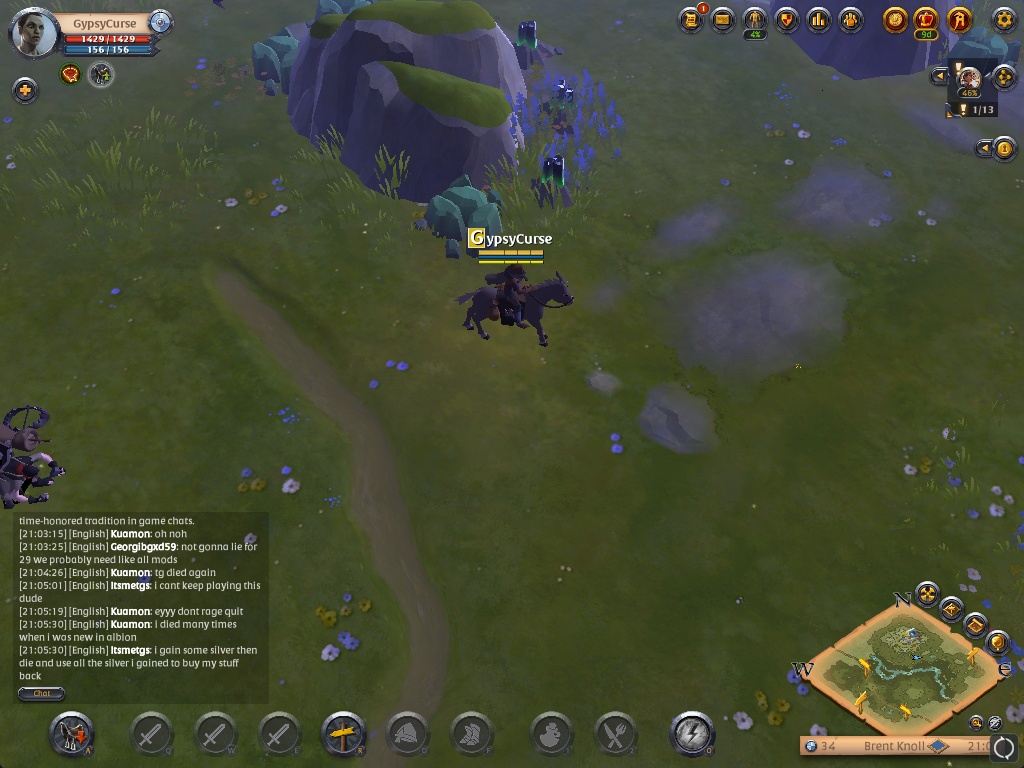 GypsyCurse
1429 / 1429
156 / 156
1
4%
9d
46%
1/13
GypsyCurse
time-honored tradition in game chats.
[21:03:15] [English] Kuamon: oh noh
[21:03:25] [English] Georgibgxd59: not gonna lie for
29 we probably need like all mods
[21:04:26] [English] Kuamon: tg died again
[21:05:01] [English] Itsmetgs: i cant keep playing this
dude
[21:05:19] [English] Kuamon: eyyy dont rage quit
[21:05:30] [English] Kuamon: i died many times
when i was new in albion
[21:05:30] [English] Itsmetgs: i gain some silver then
die and use all the silver i gained to buy my stuff
back
Chat
N
W
E
A
Q
W
E
R
34
Brent Knoll